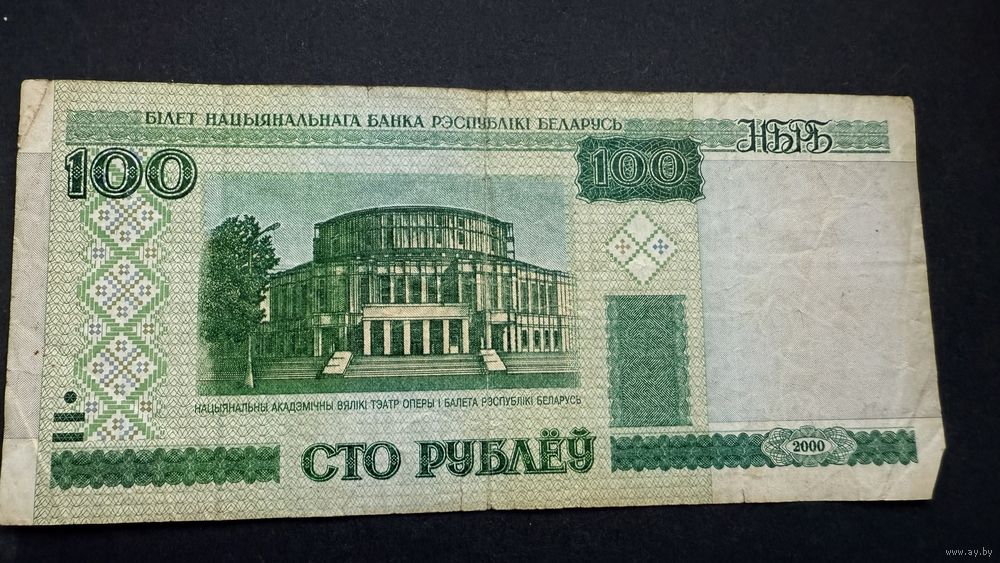 БІЛЕТ НАЦЫЯНАЛЬНАГА БАНКА РЭСПУБЛІКІ БЕЛАРУСЬ
НБРБ
100
100
НАЦЫЯНАЛЬНЫ АКАДЭМІЧНЫ ВЯЛІКІ ТЭАТР ОПЕРЫ І БАЛЕТА РЭСПУБЛІКІ БЕЛАРУСЬ
СТО РУБЛЁЎ
2000
www.ay.by